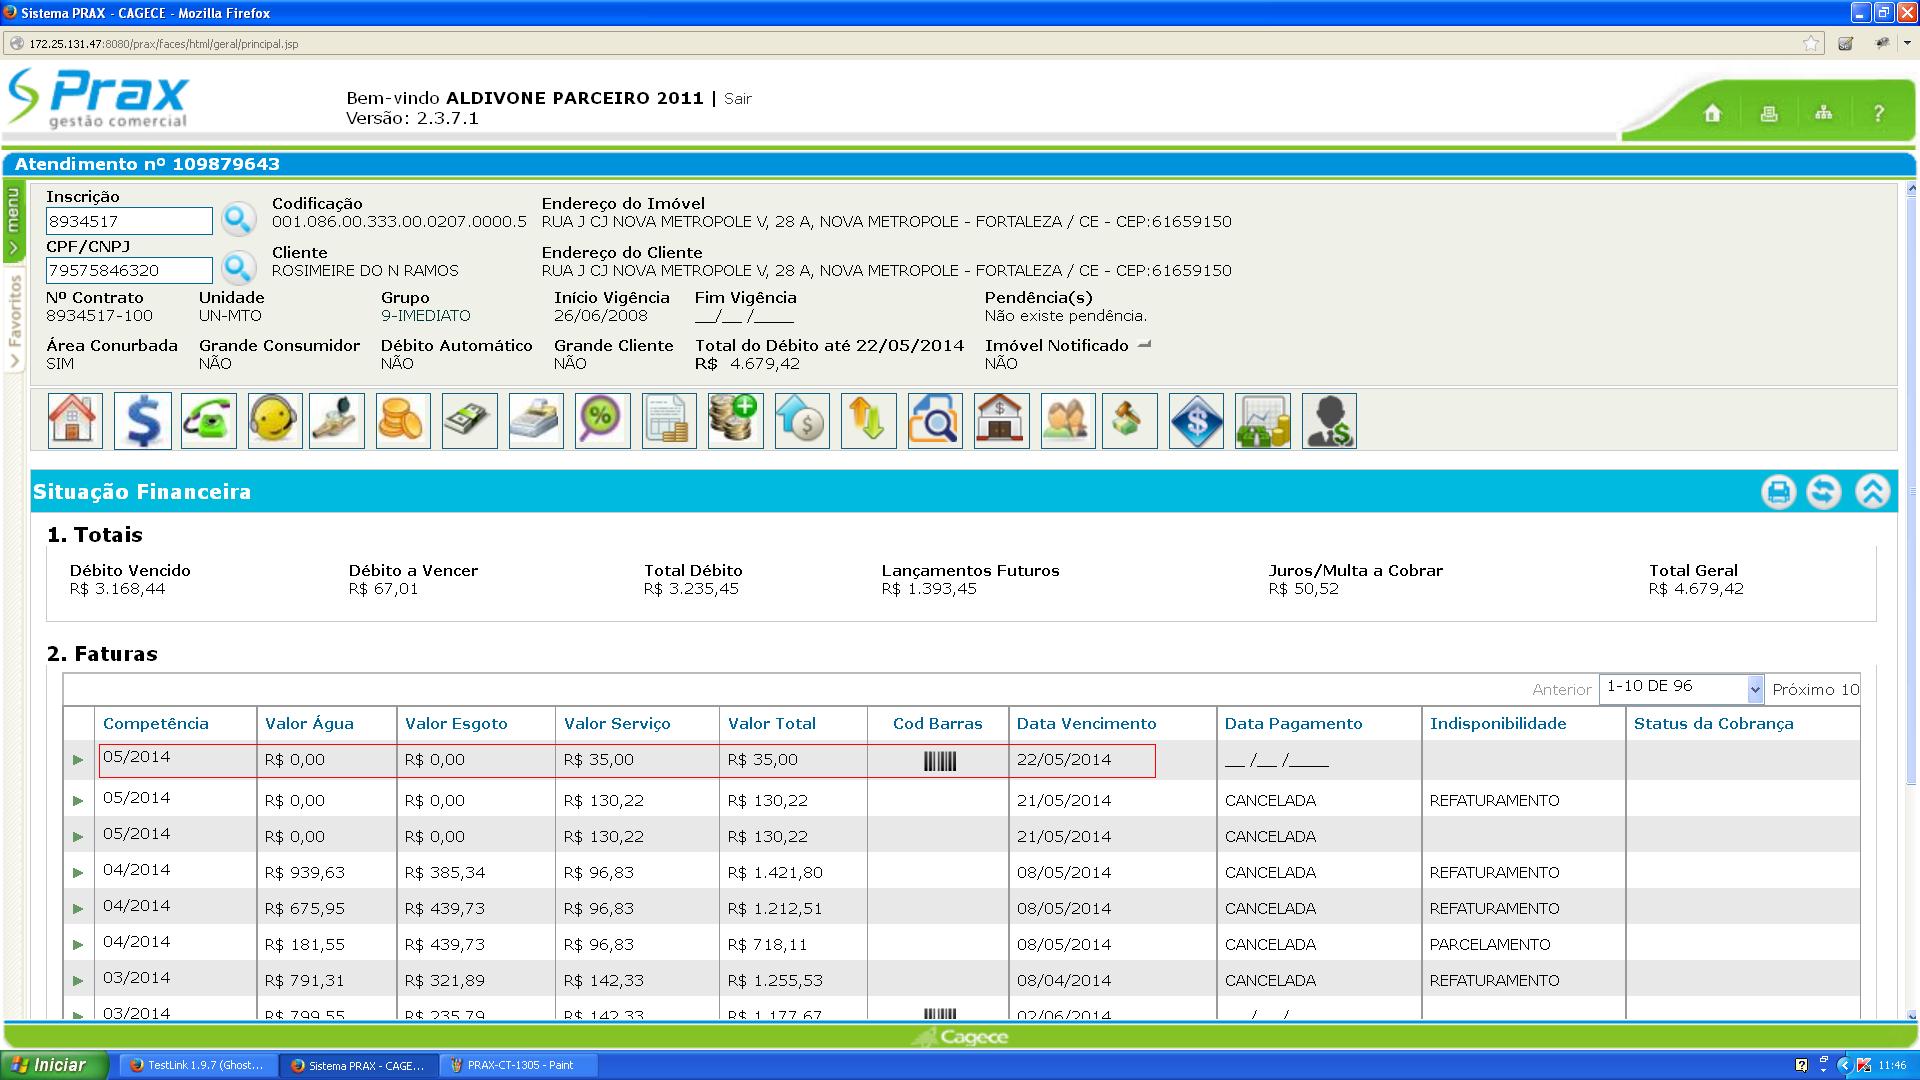 Sistema PRAX - CAGECE - Mozilla Firefox
172.25.131.47:8080/prax/faces/html/geral/principal.jsp
Prax
gestão comercial
Bem-vindo ALDIVONE PARCEIRO 2011 | Sair
Versão: 2.3.7.1
?
Atendimento nº 109879643
menu
Favoritos
Inscrição
8934517
Codificação
001.086.00.333.00.0207.0000.5
Endereço do Imóvel
RUA J CJ NOVA METROPOLE V, 28 A, NOVA METROPOLE - FORTALEZA / CE - CEP:61659150
CPF/CNPJ
79575846320
Cliente
ROSIMEIRE DO N RAMOS
Endereço do Cliente
RUA J CJ NOVA METROPOLE V, 28 A, NOVA METROPOLE - FORTALEZA / CE - CEP:61659150
Nº Contrato Unidade Grupo Início Vigência Fim Vigência Pendência(s)
8934517-100 UN-MTO 9-IMEDIATO 26/06/2008 __/__ /____ Não existe pendência.
Área Conurbada Grande Consumidor Débito Automático Grande Cliente Total do Débito até 22/05/2014 Imóvel Notificado
SIM NÃO NÃO NÃO R$ 4.679,42 NÃO
Situação Financeira
1. Totais
Débito Vencido Débito a Vencer Total Débito Lançamentos Futuros Juros/Multa a Cobrar Total Geral
R$ 3.168,44 R$ 67,01 R$ 3.235,45 R$ 1.393,45 R$ 50,52 R$ 4.679,42
2. Faturas
Anterior 1-10 DE 96 Próximo 10
Competência Valor Água Valor Esgoto Valor Serviço Valor Total Cod Barras Data Vencimento Data Pagamento Indisponibilidade Status da Cobrança
05/2014 R$ 0,00 R$ 0,00 R$ 35,00 R$ 35,00 22/05/2014 __ /__ /____
05/2014 R$ 0,00 R$ 0,00 R$ 130,22 R$ 130,22 21/05/2014 CANCELADA REFATURAMENTO
05/2014 R$ 0,00 R$ 0,00 R$ 130,22 R$ 130,22 21/05/2014 CANCELADA
04/2014 R$ 939,63 R$ 385,34 R$ 96,83 R$ 1.421,80 08/05/2014 CANCELADA REFATURAMENTO
04/2014 R$ 675,95 R$ 439,73 R$ 96,83 R$ 1.212,51 08/05/2014 CANCELADA REFATURAMENTO
04/2014 R$ 181,55 R$ 439,73 R$ 96,83 R$ 718,11 08/05/2014 CANCELADA PARCELAMENTO
03/2014 R$ 791,31 R$ 321,89 R$ 142,33 R$ 1.255,53 08/04/2014 CANCELADA REFATURAMENTO
03/2014 R$ 799,55 R$ 235,79 R$ 142,33 R$ 1.177,67 02/06/2014 __ /__ /____
Cagece
Iniciar TestLink 1.9.7 (Ghost... Sistema PRAX - CAGE... PRAX-CT-1305 - Paint 11:46